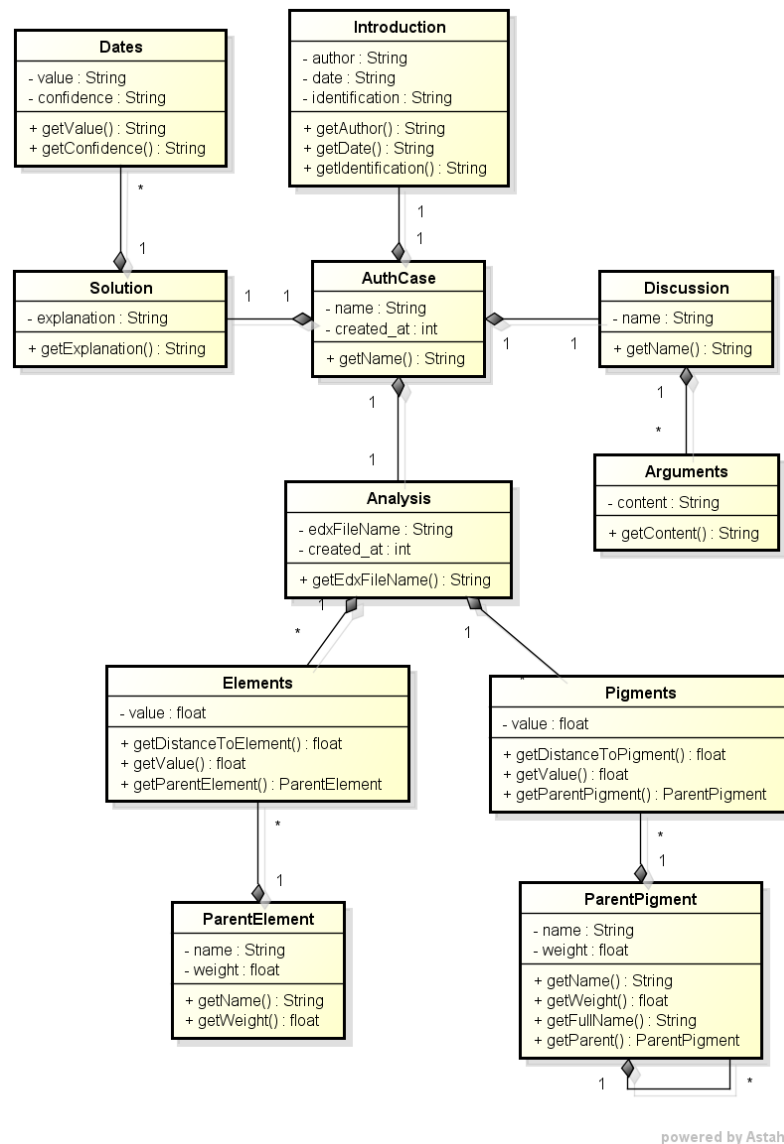 Dates
- value : String
- confidence : String
+ getValue() : String
+ getConfidence() : String
Introduction
- author : String
- date : String
- identification : String
+ getAuthor() : String
+ getDate() : String
+ getIdentification() : String
*
1
1
1
Solution
- explanation : String
+ getExplanation() : String
1
1
AuthCase
- name : String
- created_at : int
+ getName() : String
1
1
Discussion
- name : String
+ getName() : String
1
*
Arguments
- content : String
+ getContent() : String
1
1
Analysis
- edxFileName : String
- created_at : int
+ getEdxFileName() : String
1
*
1
*
Elements
- value : float
+ getDistanceToElement() : float
+ getValue() : float
+ getParentElement() : ParentElement
Pigments
- value : float
+ getDistanceToPigment() : float
+ getValue() : float
+ getParentPigment() : ParentPigment
*
1
*
1
ParentElement
- name : String
- weight : float
+ getName() : String
+ getWeight() : float
ParentPigment
- name : String
- weight : float
+ getName() : String
+ getWeight() : float
+ getFullName() : String
+ getParent() : ParentPigment
1
*
powered by Astah